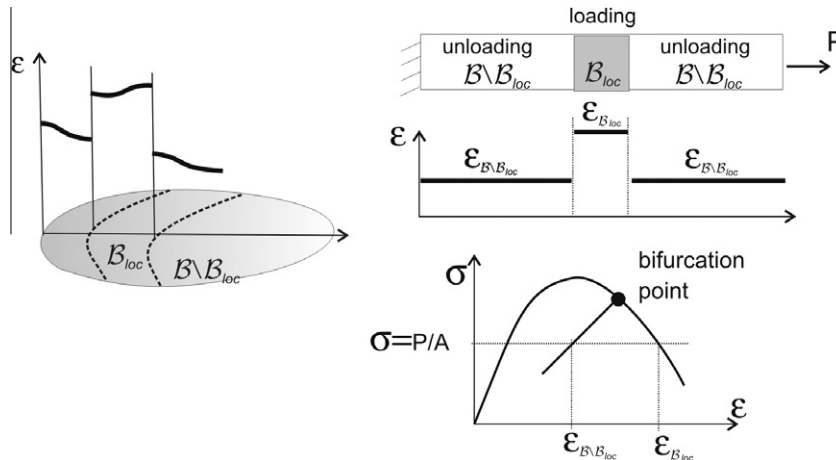 ε
B_loc
B\B_loc
loading
unloading
unloading
P
B\B_loc
B_loc
B\B_loc
ε_B_loc
ε
ε_B\B_loc
ε_B\B_loc
σ
bifurcation
point
σ=P/A
ε
ε_B\B_loc
ε_B_loc